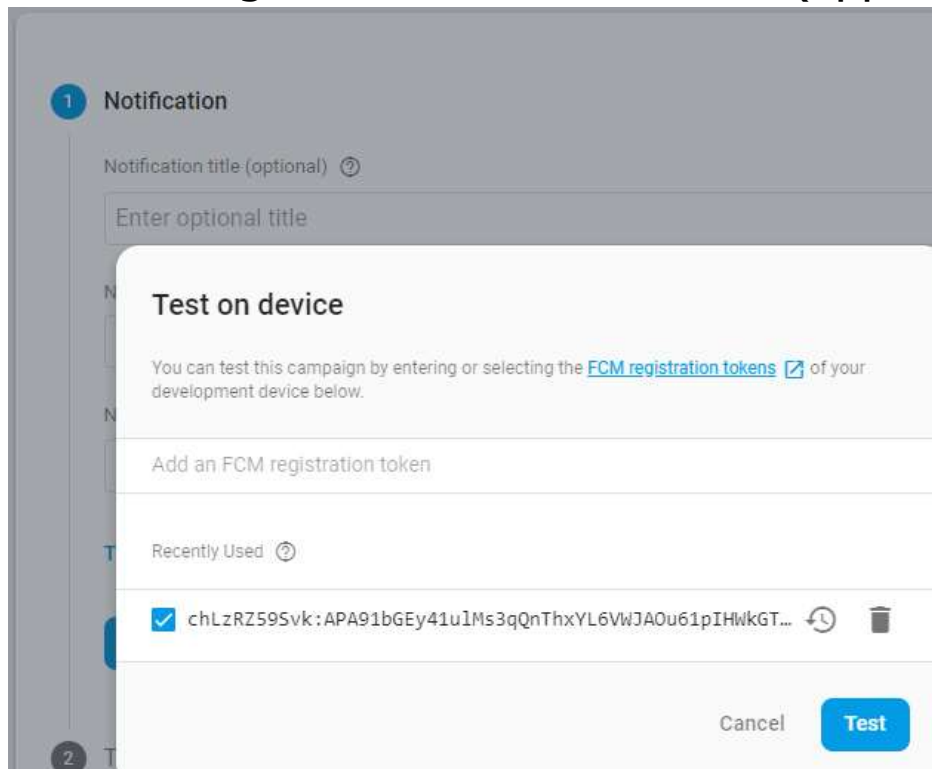 1 Notification
Notification title (optional)
Enter optional title
N
Test on device
You can test this campaign by entering or selecting the FCM registration tokens of your
development device below.
N
Add an FCM registration token
T
Recently Used
chLzRZ59Svk:APA91bGEy41ulMs3qQnThxYL6VWJAOu61pIHWkGT…
Cancel Test
2 T